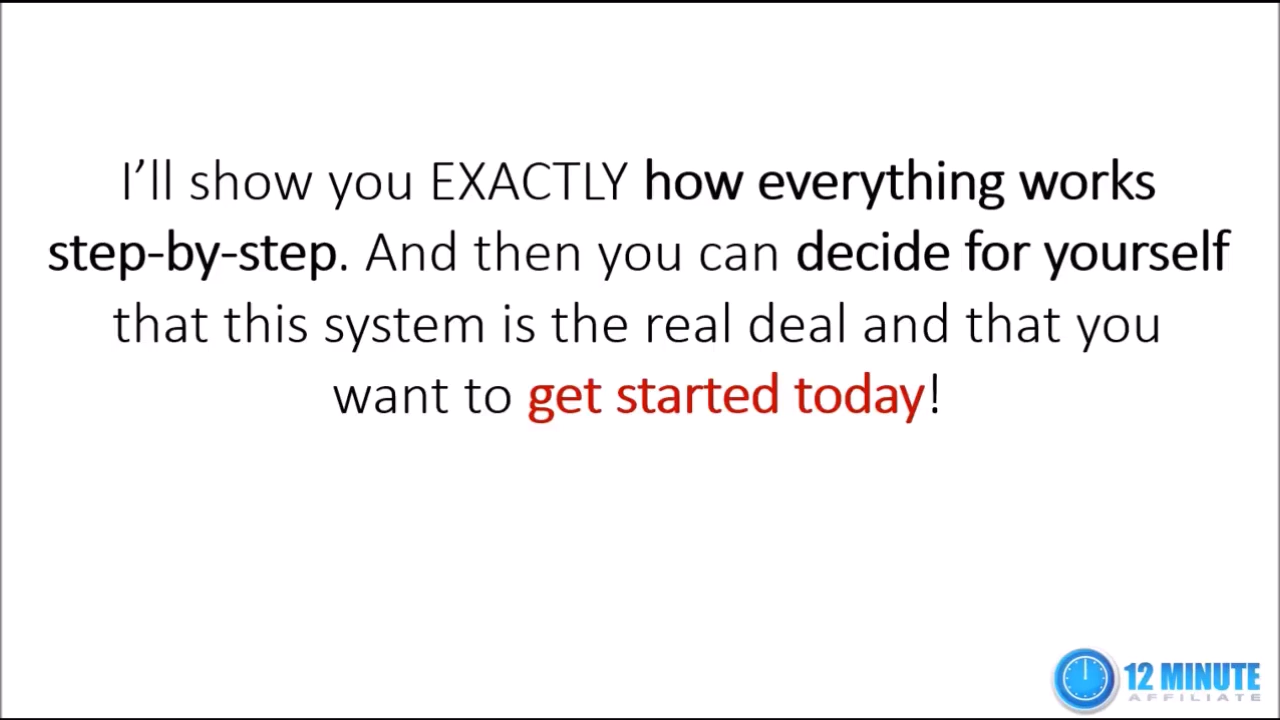 I’ll show you EXACTLY how everything works
step-by-step. And then you can decide for yourself
that this system is the real deal and that you
want to get started today!
12 MINUTE
AFFILIATE